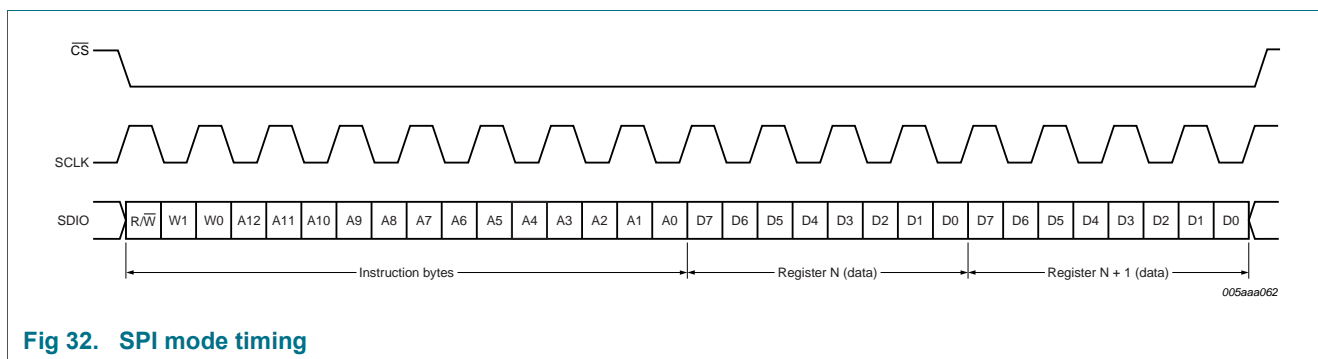 CS
SCLK
SDIO R/W W1 W0 A12 A11 A10 A9 A8 A7 A6 A5 A4 A3 A2 A1 A0 D7 D6 D5 D4 D3 D2 D1 D0 D7 D6 D5 D4 D3 D2 D1 D0
Instruction bytes Register N (data) Register N + 1 (data)
005aaa062
Fig 32. SPI mode timing